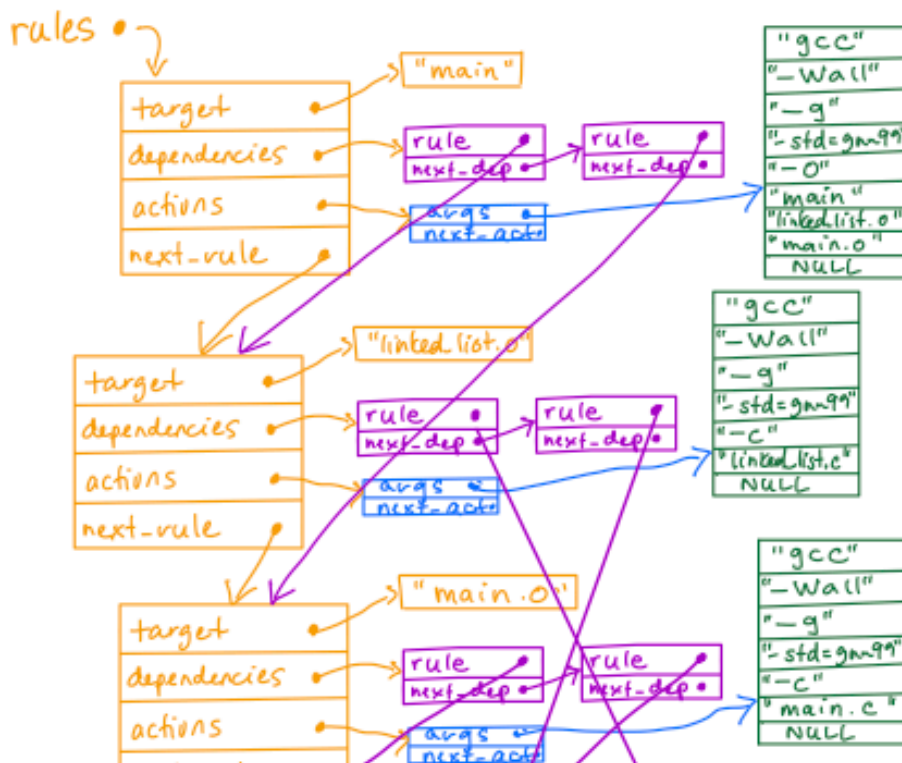 rules
"main"
target
dependencies
actions
next_rule
rule
next_dep
rule
next_dep
args
next_act
"gcc"
"-Wall"
"-g"
"-std=gnu99"
"-o"
"main"
"linked_list.o"
"main.o"
NULL
"linked_list.o"
target
dependencies
actions
next_rule
rule
next_dep
rule
next_dep
args
next_act
"gcc"
"-Wall"
"-g"
"-std=gnu99"
"-c"
"linked_list.c"
NULL
"main.o"
target
dependencies
actions
rule
next_dep
rule
next_dep
args
next_act
"gcc"
"-Wall"
"-g"
"-std=gnu99"
"-c"
"main.c"
NULL